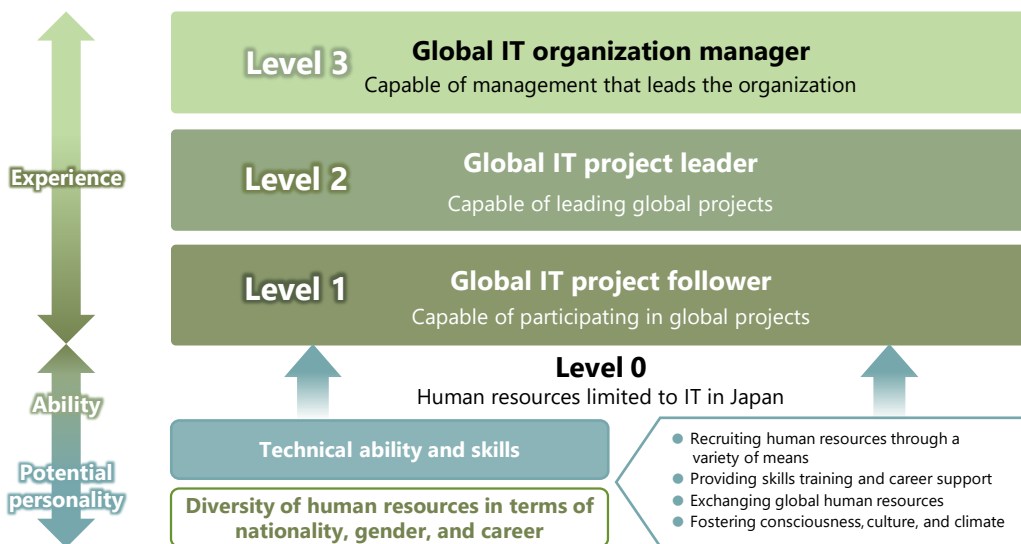 Level 3
Global IT organization manager
Capable of management that leads the organization
Experience
Level 2
Global IT project leader
Capable of leading global projects
Level 1
Global IT project follower
Capable of participating in global projects
Level 0
Human resources limited to IT in Japan
Ability
Potential
personality
Technical ability and skills
Diversity of human resources in terms of
nationality, gender, and career
● Recruiting human resources through a
variety of means
● Providing skills training and career support
● Exchanging global human resources
● Fostering consciousness, culture, and climate